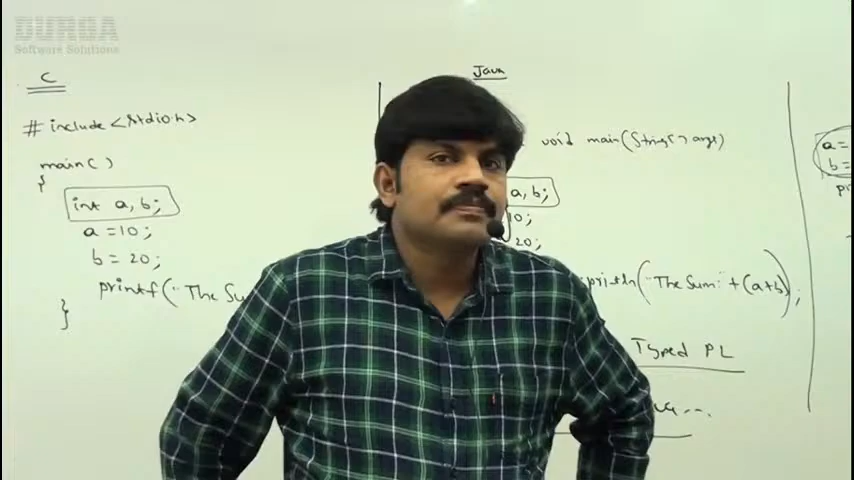 DURGA
Software Solutions
C
# include <stdio.h>
main( )
{
int a, b;
a = 10;
b = 20;
printf("The Su
}
Java
void main(String[ ] args)
a, b;
10;
20;
println("The Sum:" + (a+b));
Typed PL
a =
b =